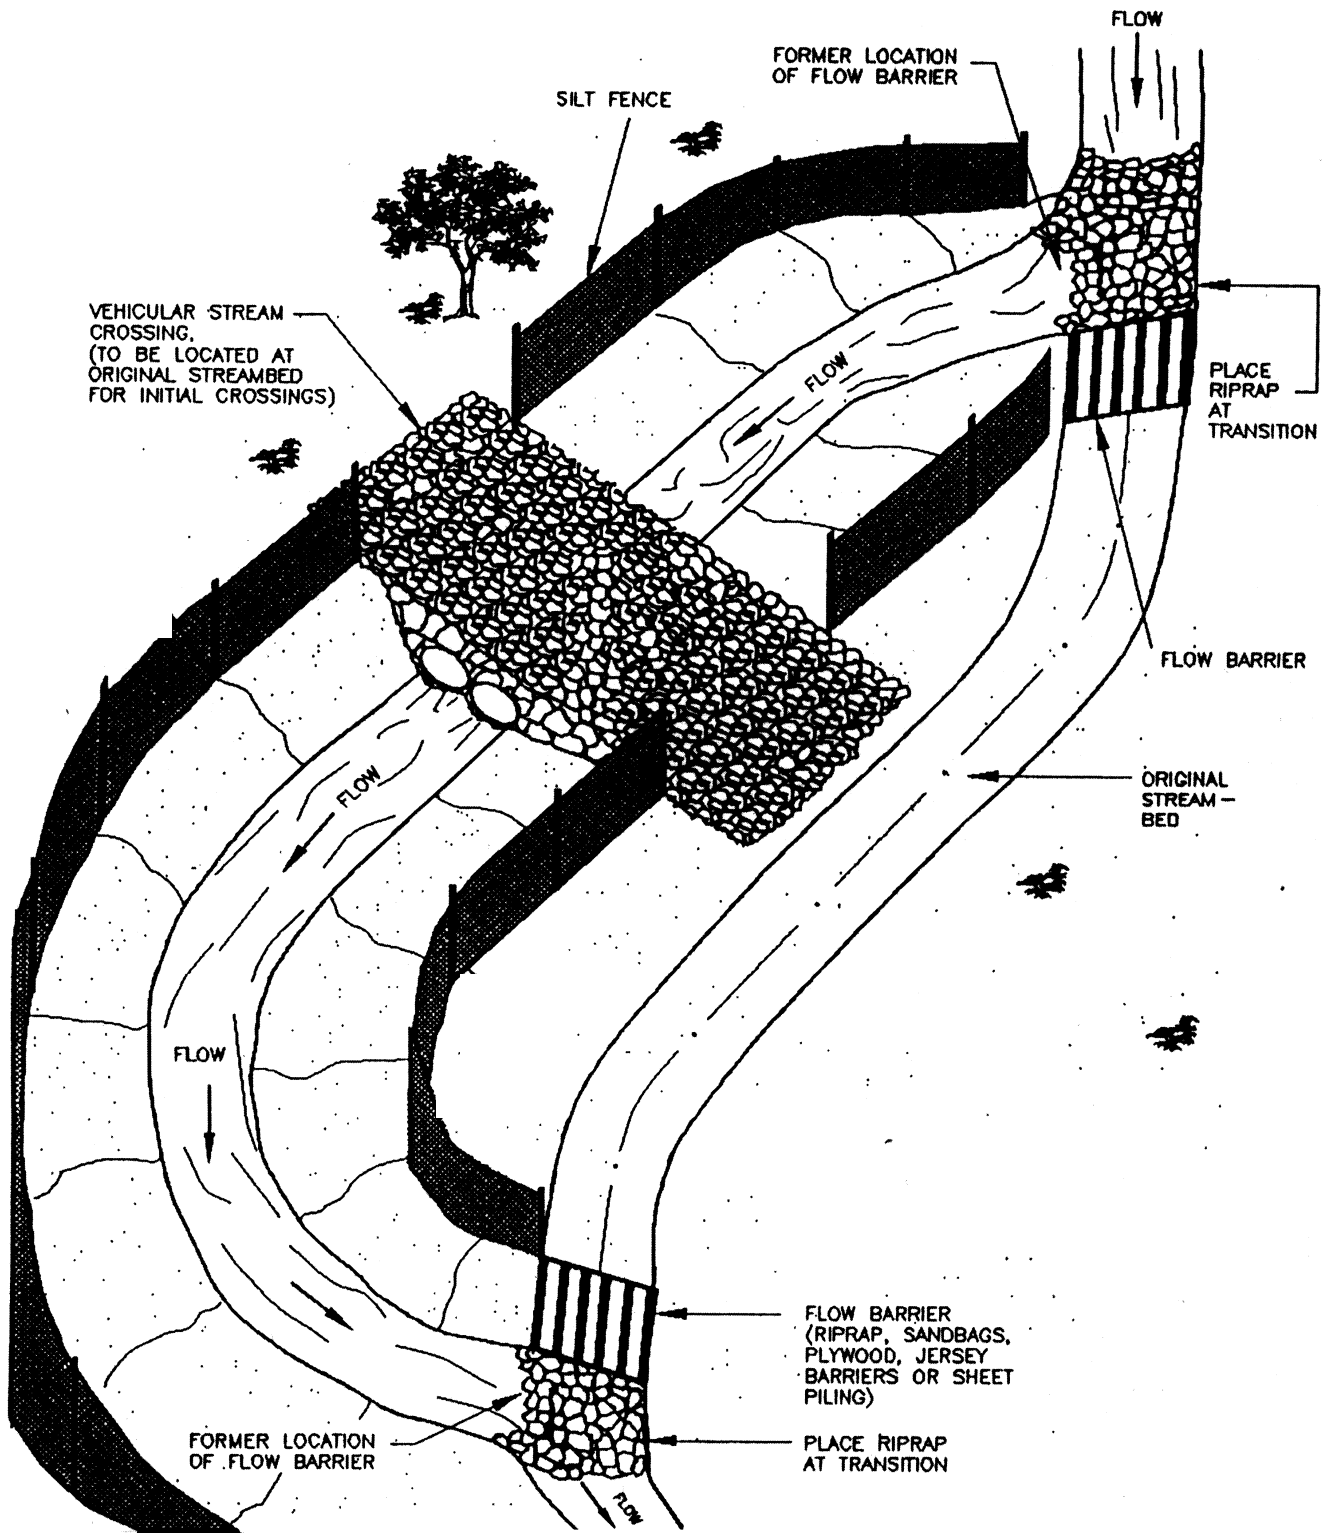 FLOW
FORMER LOCATION
OF FLOW BARRIER
SILT FENCE
VEHICULAR STREAM
CROSSING,
(TO BE LOCATED AT
ORIGINAL STREAMBED
FOR INITIAL CROSSINGS)
FLOW
PLACE
RIPRAP
AT
TRANSITION
FLOW BARRIER
ORIGINAL
STREAM-
BED
FLOW
FLOW
FLOW BARRIER
(RIPRAP, SANDBAGS,
PLYWOOD, JERSEY
BARRIERS OR SHEET
PILING)
FORMER LOCATION
OF FLOW BARRIER
PLACE RIPRAP
AT TRANSITION
FLOW